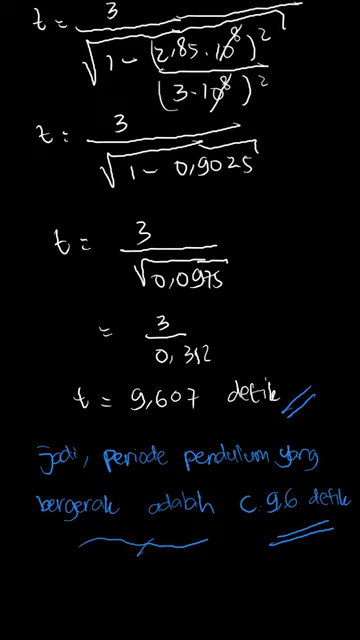 t = 3 / √(1 - (2,85 . 10⁸)² / (3 . 10⁸)²)
t = 3 / √(1 - 0,9025)
t = 3 / √0,0975
= 3 / 0,312
t = 9,607 detik
jadi, periode pendulum yang
bergerak adalah C. 9,6 detik